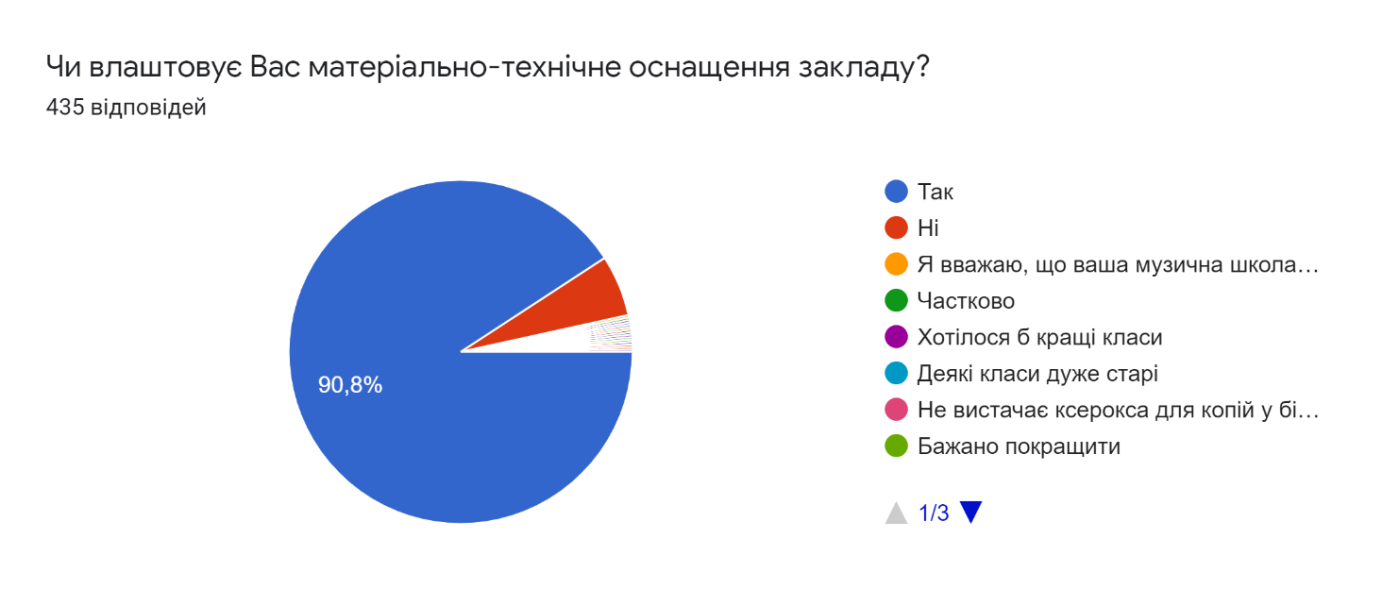 Чи влаштовує Вас матеріально-технічне оснащення закладу?
435 відповідей
90,8%
Так
Ні
Я вважаю, що ваша музична школа…
Частково
Хотілося б кращі класи
Деякі класи дуже старі
Не вистачає ксерокса для копій у бі…
Бажано покращити
1/3